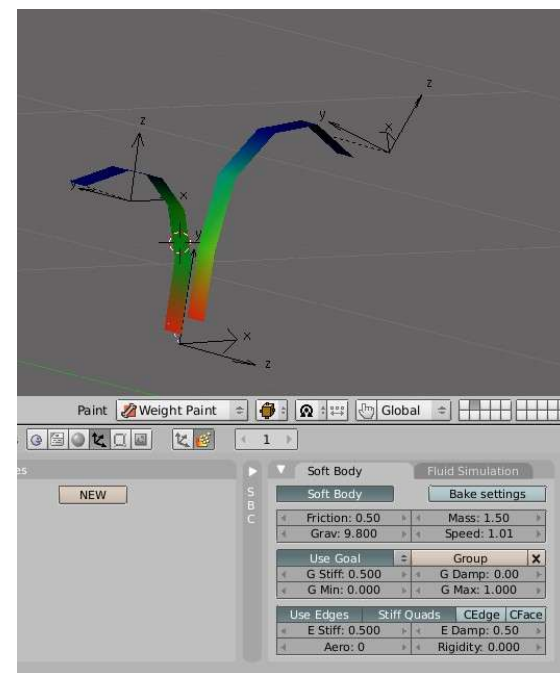 z
y
x
z
y
x
y
x
z
Paint Weight Paint Global
1
es
Soft Body Fluid Simulation
NEW
S
B
C
Soft Body Bake settings
Friction: 0.50 Mass: 1.50
Grav: 9.800 Speed: 1.01
Use Goal Group X
G Stiff: 0.500 G Damp: 0.00
G Min: 0.000 G Max: 1.000
Use Edges Stiff Quads CEdge CFace
E Stiff: 0.500 E Damp: 0.50
Aero: 0 Rigidity: 0.000